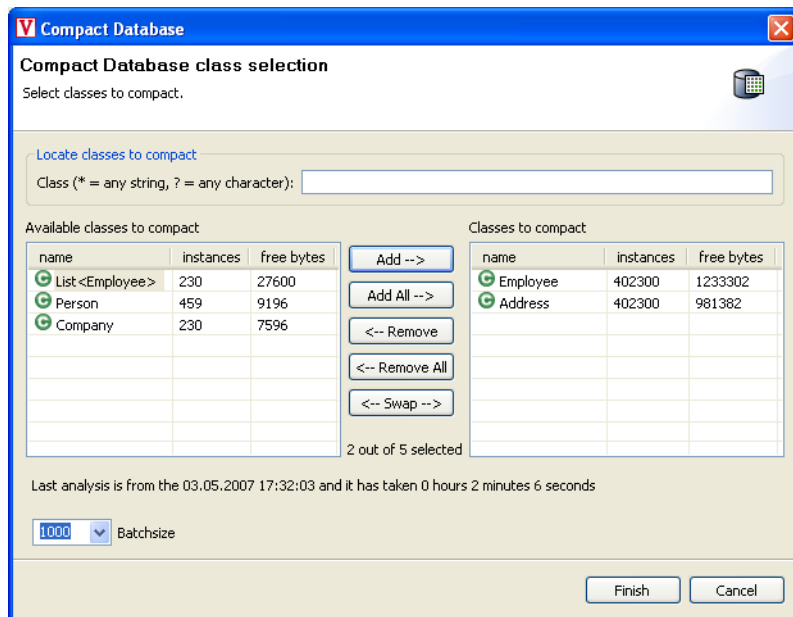 Compact Database
Compact Database class selection
Select classes to compact.
Locate classes to compact
Class (* = any string, ? = any character):
Available classes to compact
name instances free bytes
List<Employee> 230 27600
Person 459 9196
Company 230 7596
Add -->
Add All -->
<-- Remove
<-- Remove All
<-- Swap -->
2 out of 5 selected
Classes to compact
name instances free bytes
Employee 402300 1233302
Address 402300 981382
Last analysis is from the 03.05.2007 17:32:03 and it has taken 0 hours 2 minutes 6 seconds
1000 Batchsize
Finish Cancel